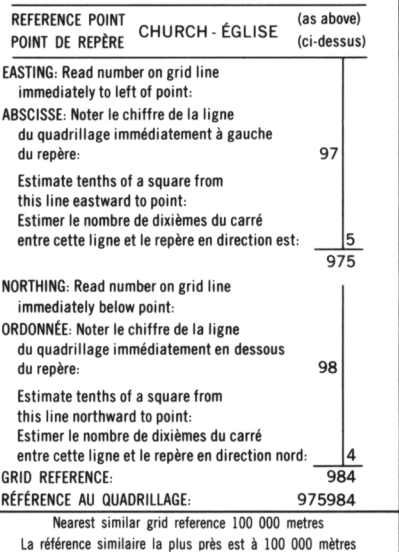 REFERENCE POINT CHURCH - ÉGLISE (as above)
POINT DE REPÈRE (ci-dessus)
EASTING: Read number on grid line
immediately to left of point:
ABSCISSE: Noter le chiffre de la ligne
du quadrillage immédiatement à gauche
du repère: 97
Estimate tenths of a square from
this line eastward to point:
Estimer le nombre de dixièmes du carré
entre cette ligne et le repère en direction est: 5
975
NORTHING: Read number on grid line
immediately below point:
ORDONNÉE: Noter le chiffre de la ligne
du quadrillage immédiatement en dessous
du repère: 98
Estimate tenths of a square from
this line northward to point:
Estimer le nombre de dixièmes du carré
entre cette ligne et le repère en direction nord: 4
GRID REFERENCE: 984
RÉFÉRENCE AU QUADRILLAGE: 975984
Nearest similar grid reference 100 000 metres
La référence similaire la plus près est à 100 000 mètres